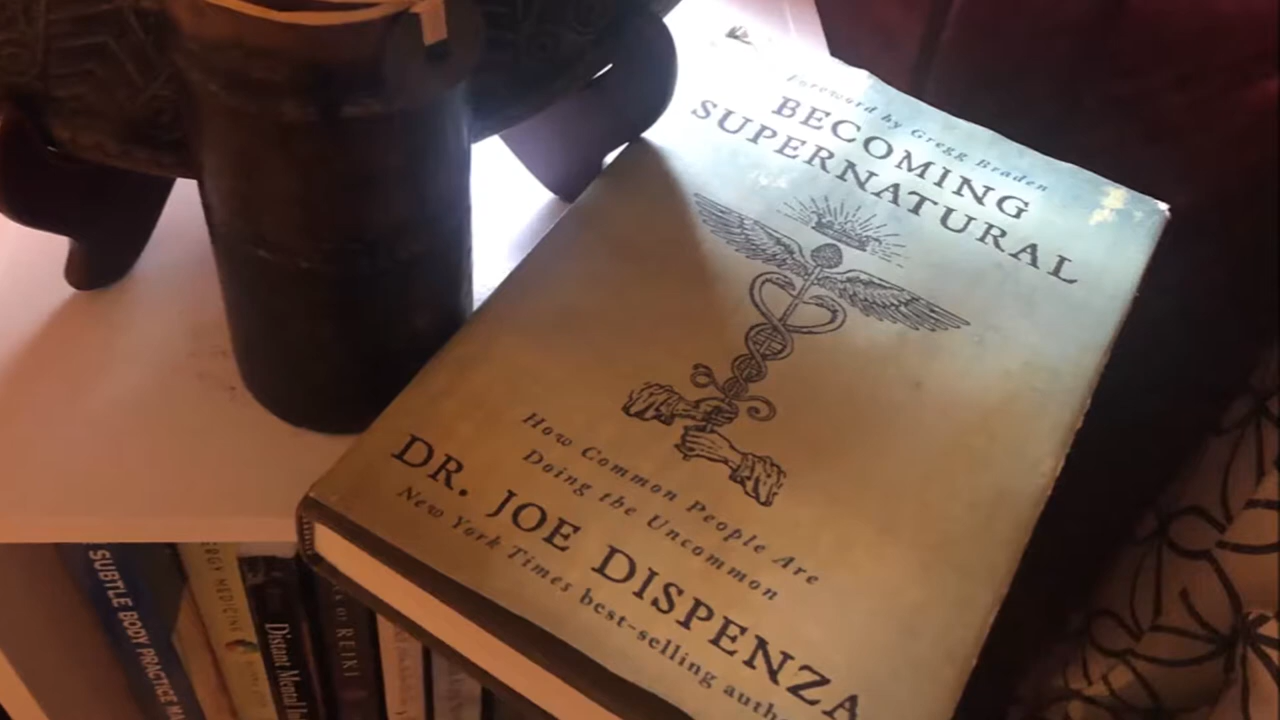 Foreword by Gregg Braden
BECOMING
SUPERNATURAL
How Common People Are
Doing the Uncommon
DR. JOE DISPENZA
New York Times best-selling
SUBTLE BODY PRACTICE
MEDICINE
Distant Mental
REIKI